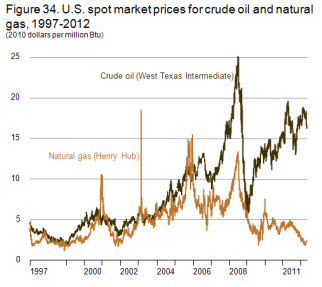 Figure 34. U.S. spot market prices for crude oil and natural
gas, 1997-2012
(2010 dollars per million Btu)
25
Crude oil (West Texas Intermediate)
20
15
Natural gas (Henry Hub)
10
5
0
1997 2000 2002 2004 2006 2008 2011